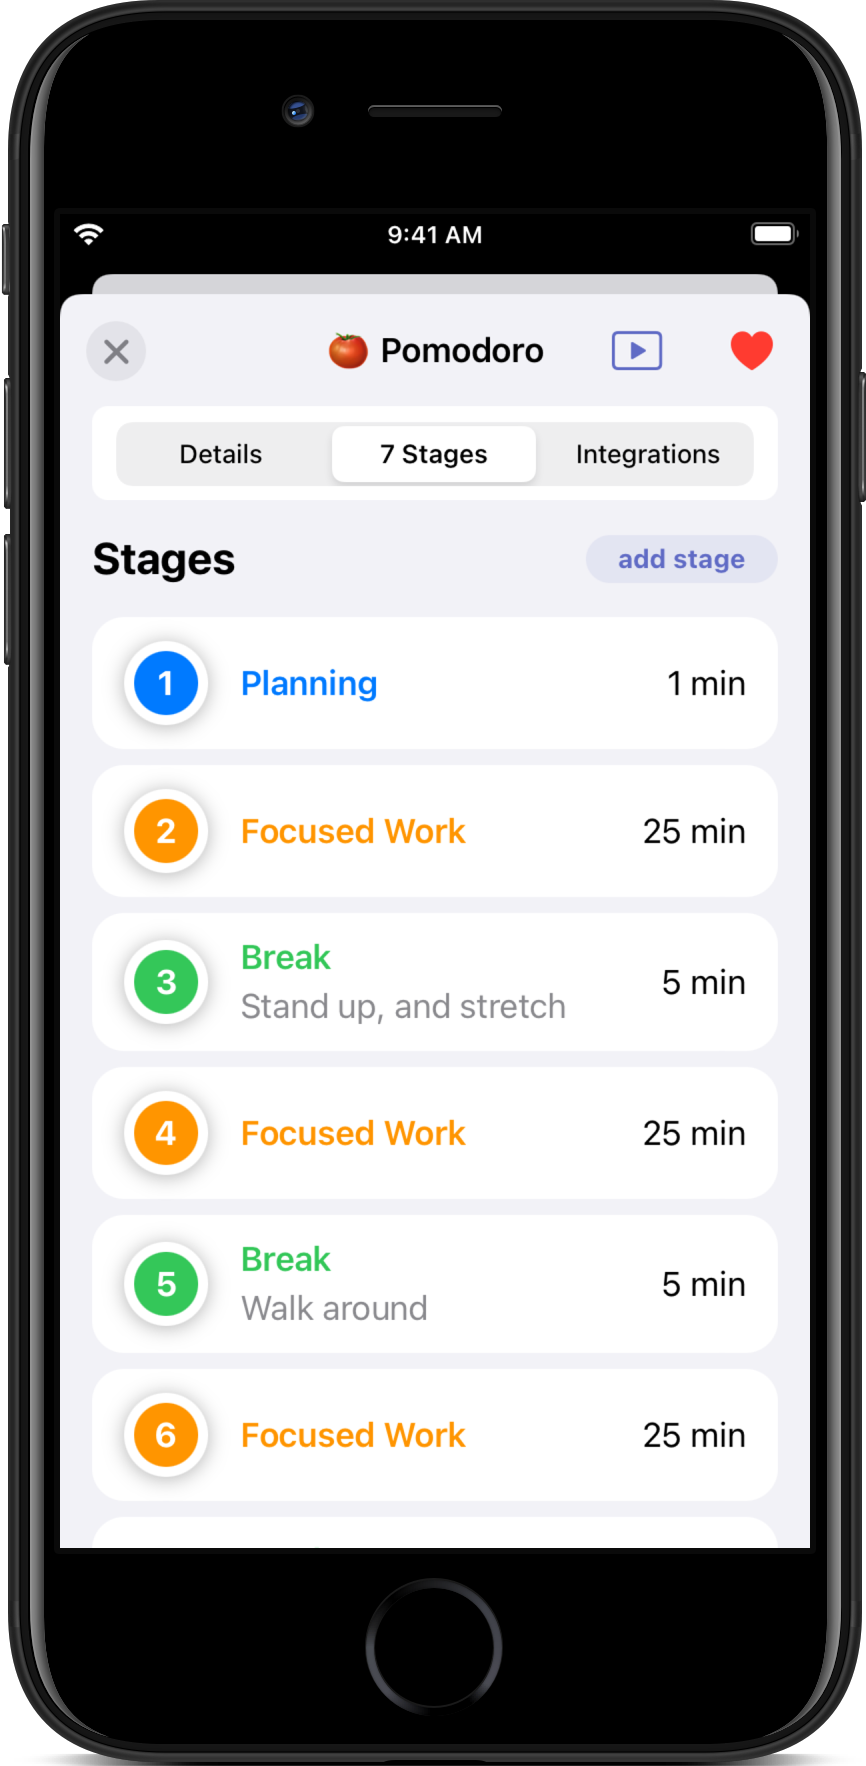 9:41 AM
🍅 Pomodoro
Details
7 Stages
Integrations
Stages
add stage
1
Planning
1 min
2
Focused Work
25 min
3
Break
Stand up, and stretch
5 min
4
Focused Work
25 min
5
Break
Walk around
5 min
6
Focused Work
25 min